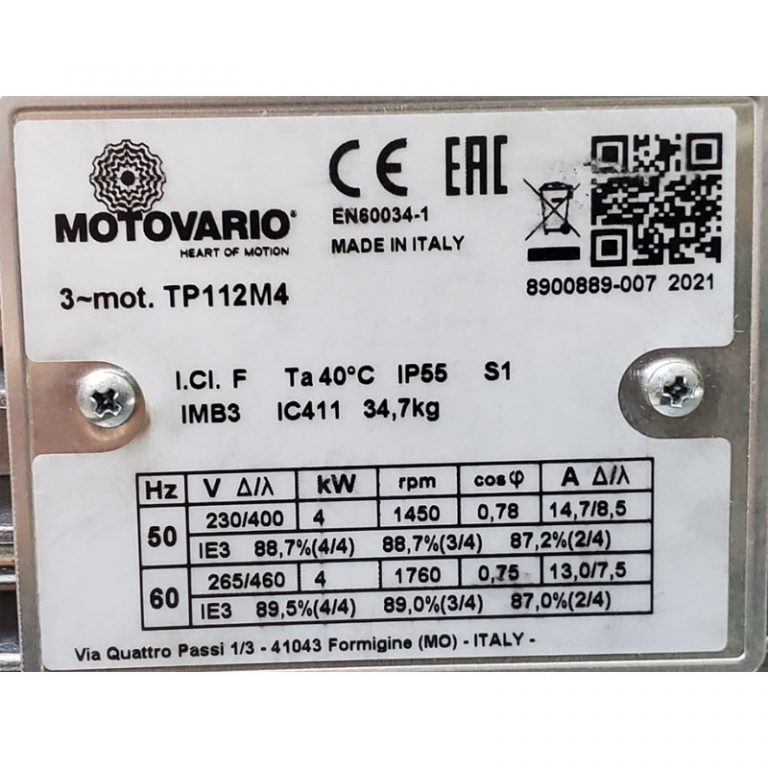 MOTOVARIO®
HEART OF MOTION
CE EAC
EN60034-1
MADE IN ITALY
8900889-007 2021
3~mot. TP112M4
I.Cl. F Ta 40°C IP55 S1
IMB3 IC411 34,7kg
Hz V Δ/λ kW rpm cosφ A Δ/λ
50 230/400 4 1450 0,78 14,7/8,5
IE3 88,7%(4/4) 88,7%(3/4) 87,2%(2/4)
60 265/460 4 1760 0,75 13,0/7,5
IE3 89,5%(4/4) 89,0%(3/4) 87,0%(2/4)
Via Quattro Passi 1/3 - 41043 Formigine (MO) - ITALY -